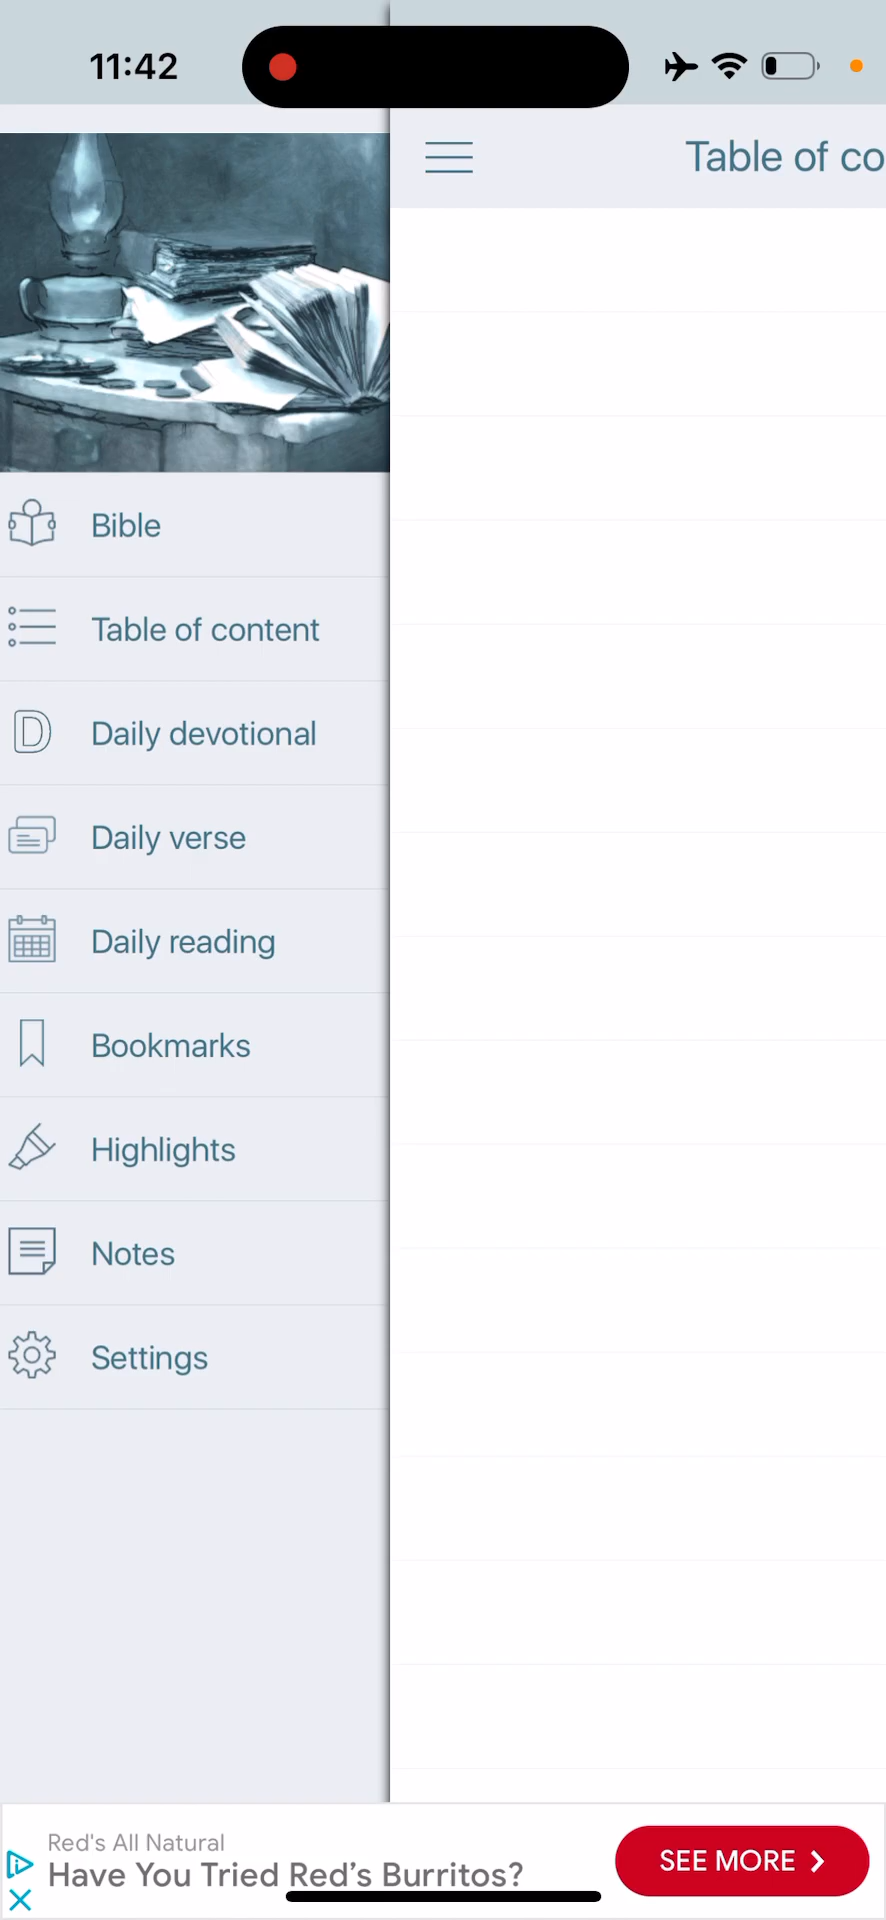 11:42
Table of co
Bible
Table of content
D Daily devotional
Daily verse
Daily reading
Bookmarks
Highlights
Notes
Settings
Red's All Natural
Have You Tried Red's Burritos?
SEE MORE